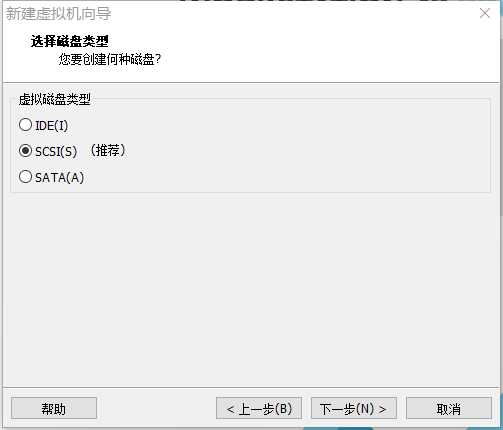 新建虚拟机向导
选择磁盘类型
您要创建何种磁盘?
虚拟磁盘类型
IDE(I)
SCSI(S) （推荐）
SATA(A)
帮助 < 上一步(B) 下一步(N) > 取消